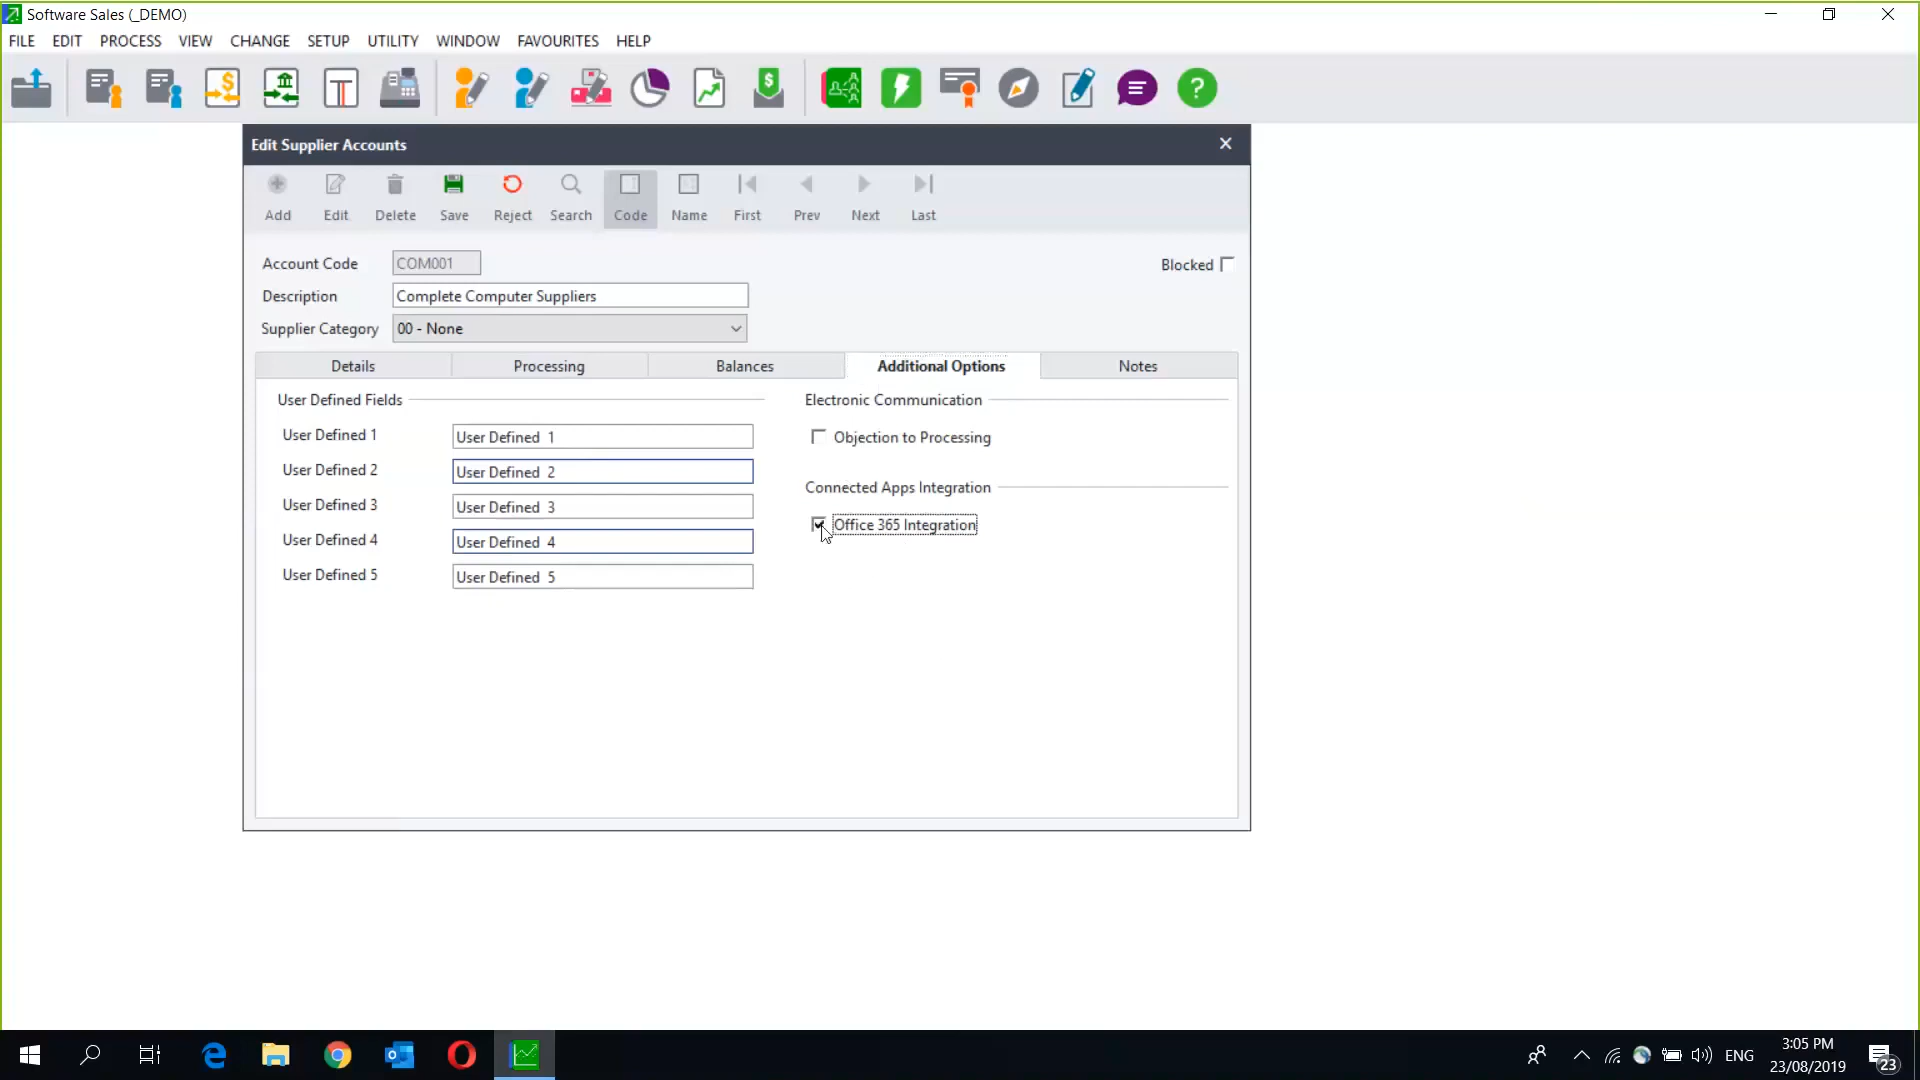 Software Sales (_DEMO)
FILE EDIT PROCESS VIEW CHANGE SETUP UTILITY WINDOW FAVOURITES HELP
Edit Supplier Accounts
Add Edit Delete Save Reject Search Code Name First Prev Next Last
Account Code COM001 Blocked
Description Complete Computer Suppliers
Supplier Category 00 - None
Details Processing Balances Additional Options Notes
User Defined Fields Electronic Communication
User Defined 1 User Defined 1 Objection to Processing
User Defined 2 User Defined 2
Connected Apps Integration
User Defined 3 User Defined 3
Office 365 Integration
User Defined 4 User Defined 4
User Defined 5 User Defined 5
ENG
3:05 PM
23/08/2019
23